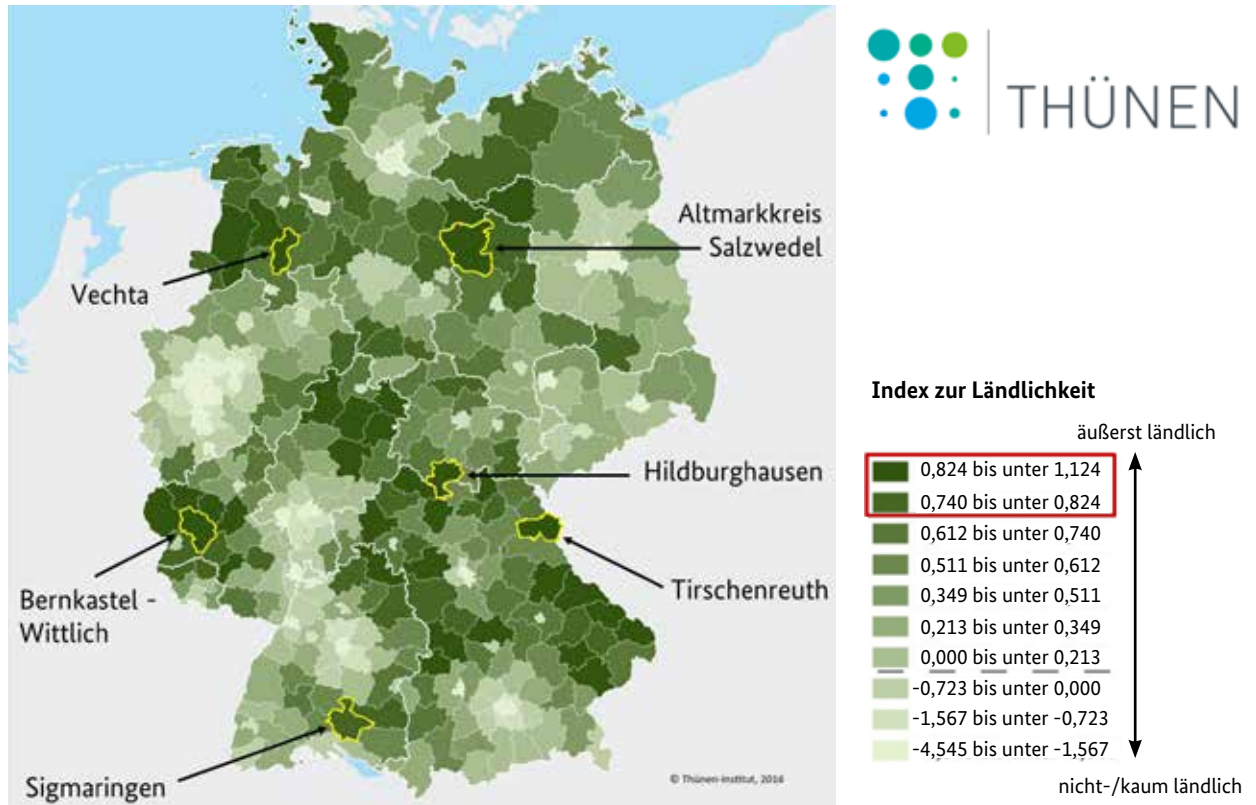 THÜNEN
Altmarkkreis
Salzwedel
Vechta
Hildburghausen
Bernkastel -
Wittlich
Tirschenreuth
Sigmaringen
© Thünen-Institut, 2016
Index zur Ländlichkeit
äußerst ländlich
0,824 bis unter 1,124
0,740 bis unter 0,824
0,612 bis unter 0,740
0,511 bis unter 0,612
0,349 bis unter 0,511
0,213 bis unter 0,349
0,000 bis unter 0,213
-0,723 bis unter 0,000
-1,567 bis unter -0,723
-4,545 bis unter -1,567
nicht-/kaum ländlich